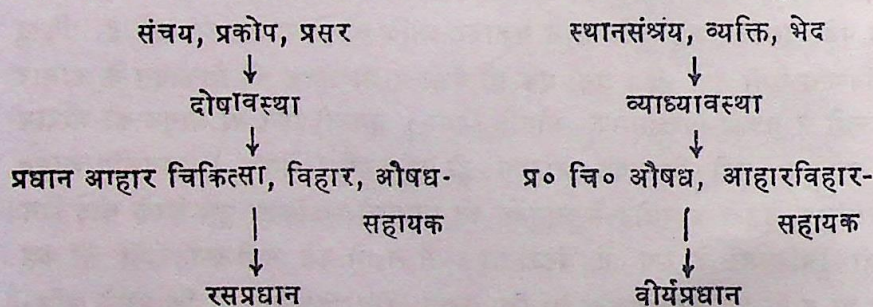 संचय, प्रकोप, प्रसर
↓
दोषावस्था
↓
प्रधान आहार चिकित्सा, विहार, औषध-
सहायक
↓
रसप्रधान
स्थानसंश्रंय, व्यक्ति, भेद
↓
व्याध्यावस्था
↓
प्र० चि० औषध, आहारविहार-
सहायक
↓
वीर्यप्रधान